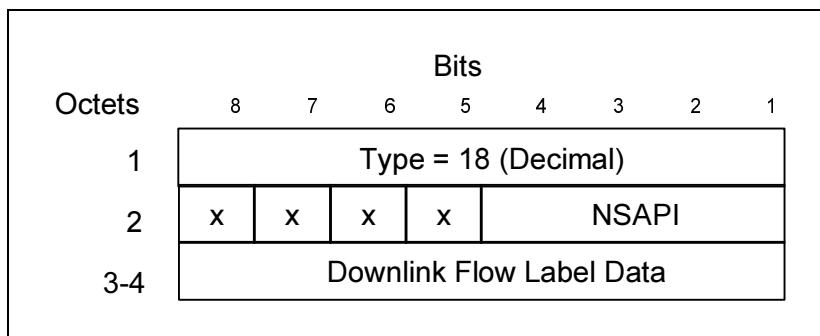 Bits
Octets 8 7 6 5 4 3 2 1
1 Type = 18 (Decimal)
2 x x x x NSAPI
3-4 Downlink Flow Label Data